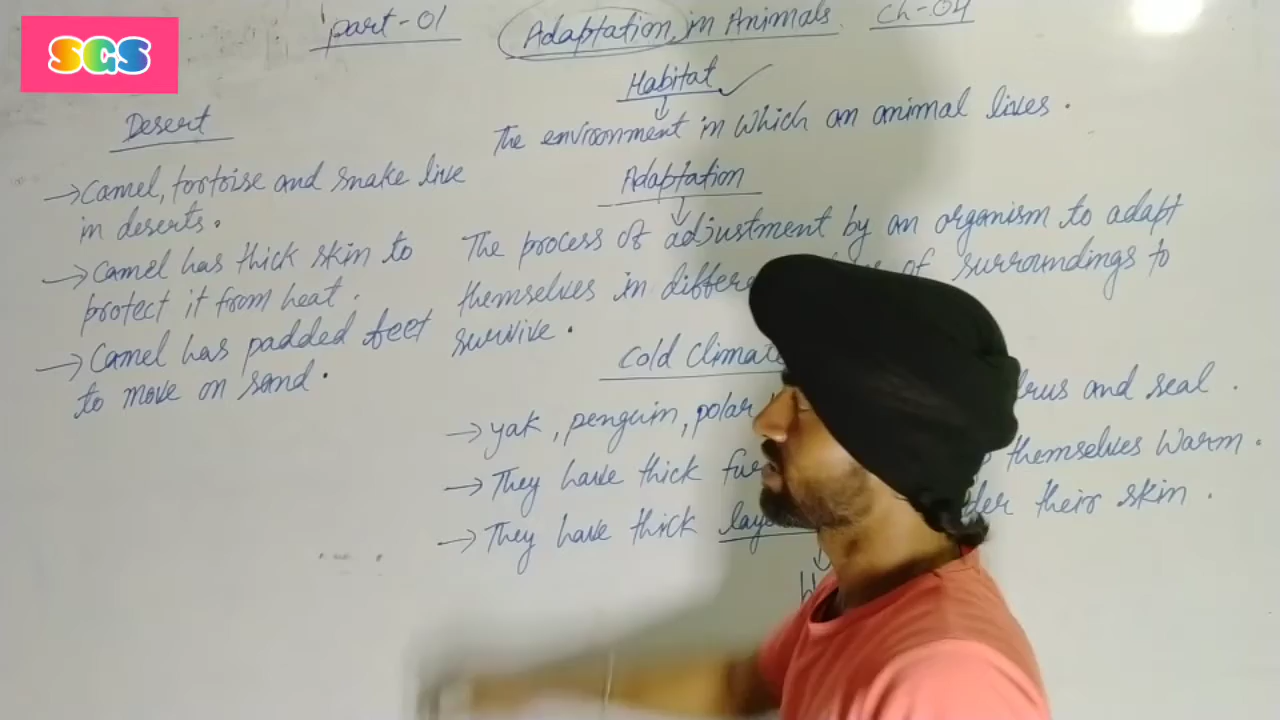 SGS
part-01
Adaptation in Animals. Ch-04
Habitat
The environment in which an animal lives.
Adaptation
The process of adjustment by an organism to adapt
themselves in of surroundings to
survive.
Cold Climate
→ yak, penguin, polar and seal.
→ They have thick themselves warm.
→ They have thick their skin.
Desert
→ Camel, tortoise and snake live
in deserts.
→ Camel has thick skin to
protect it from heat.
→ Camel has padded feet
to move on sand.